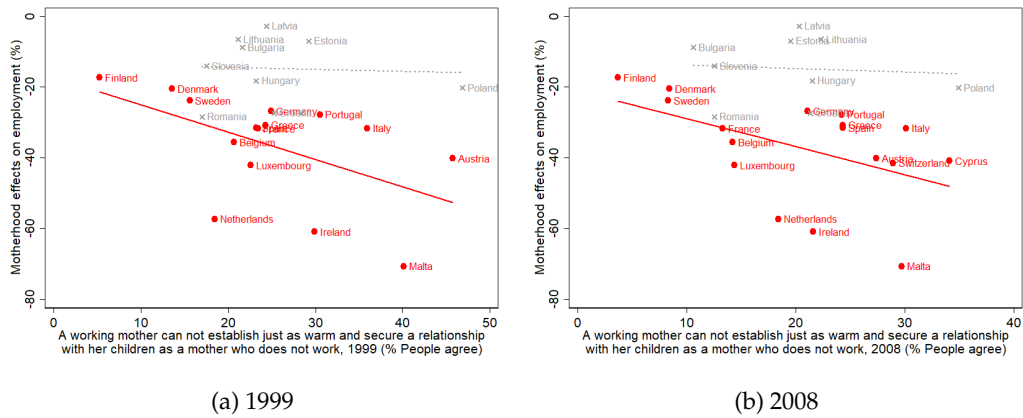 Motherhood effects on employment (%)
0
-20
-40
-60
-80
Latvia
Lithuania
Estonia
Bulgaria
Slovenia
Finland
Hungary
Denmark
Poland
Sweden
Romania
Germany
Portugal
Greece
France
Italy
Belgium
Austria
Luxembourg
Netherlands
Ireland
Malta
0 10 20 30 40 50
A working mother can not establish just as warm and secure a relationship
with her children as a mother who does not work, 1999 (% People agree)
(a) 1999
Motherhood effects on employment (%)
0
-20
-40
-60
-80
Latvia
Estonia
Lithuania
Bulgaria
Slovenia
Finland
Hungary
Denmark
Poland
Sweden
Romania
Germany
Portugal
Greece
France
Spain
Italy
Belgium
Austria
Switzerland
Cyprus
Luxembourg
Netherlands
Ireland
Malta
0 10 20 30 40
A working mother can not establish just as warm and secure a relationship
with her children as a mother who does not work, 2008 (% People agree)
(b) 2008